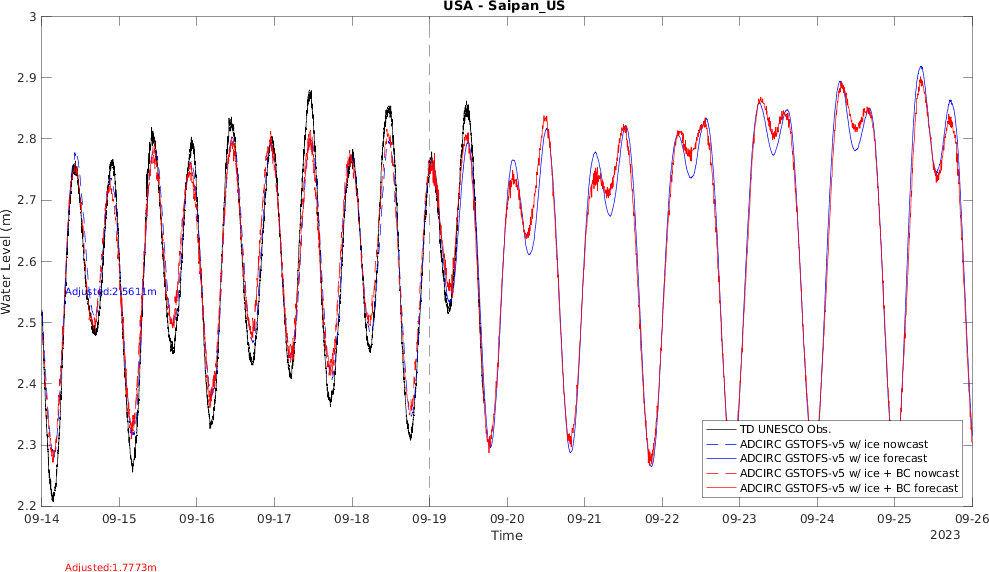 USA - Saipan_US
3
2.9
2.8
2.7
2.6
2.5
2.4
2.3
2.2
Water Level (m)
Adjusted:2.5611m
TD UNESCO Obs.
ADCIRC GSTOFS-v5 w/ ice nowcast
ADCIRC GSTOFS-v5 w/ ice forecast
ADCIRC GSTOFS-v5 w/ ice + BC nowcast
ADCIRC GSTOFS-v5 w/ ice + BC forecast
09-14 09-15 09-16 09-17 09-18 09-19 09-20 09-21 09-22 09-23 09-24 09-25 09-26
Time
2023
Adjusted:1.7773m